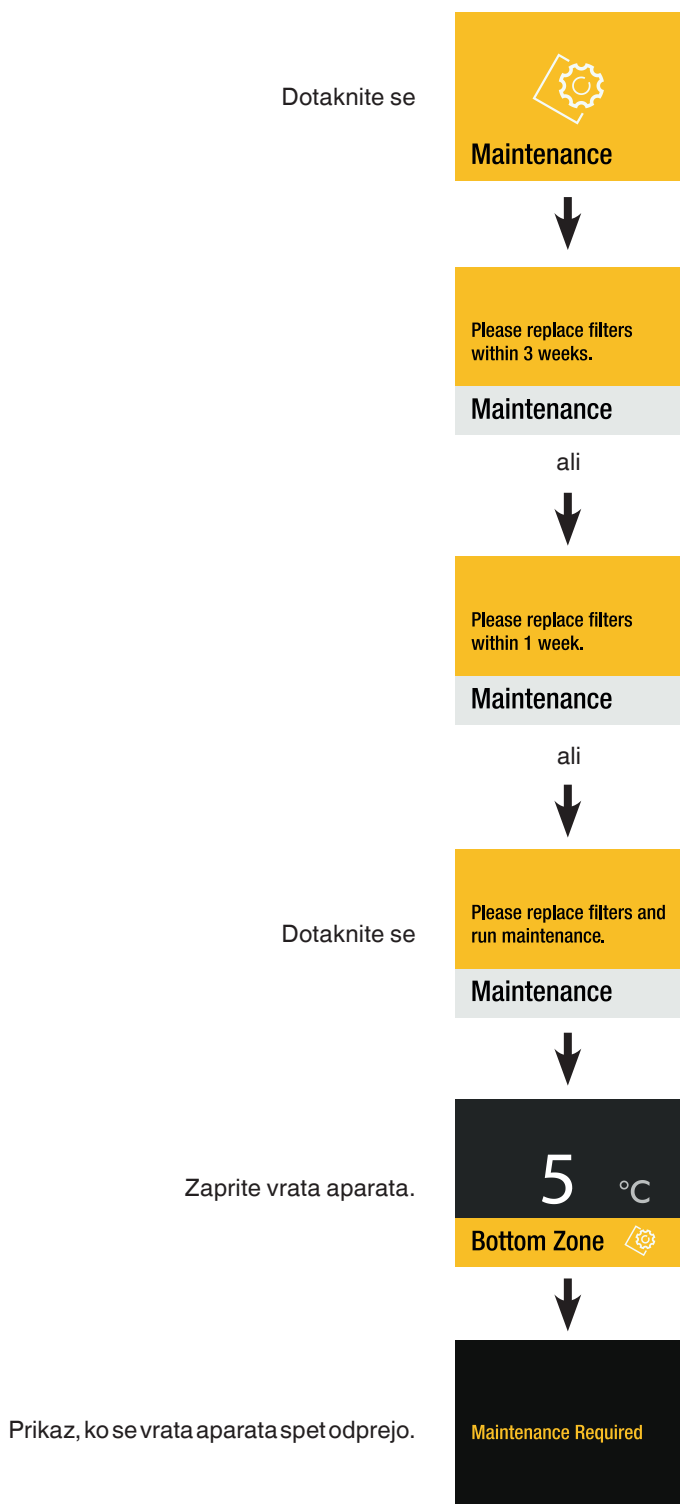 Dotaknite se
Maintenance
Please replace filters
within 3 weeks.
Maintenance
ali
Please replace filters
within 1 week.
Maintenance
ali
Dotaknite se
Please replace filters and
run maintenance.
Maintenance
Zaprite vrata aparata.
5 °C
Bottom Zone
Prikaz, ko se vrata aparata spet odprejo.
Maintenance Required